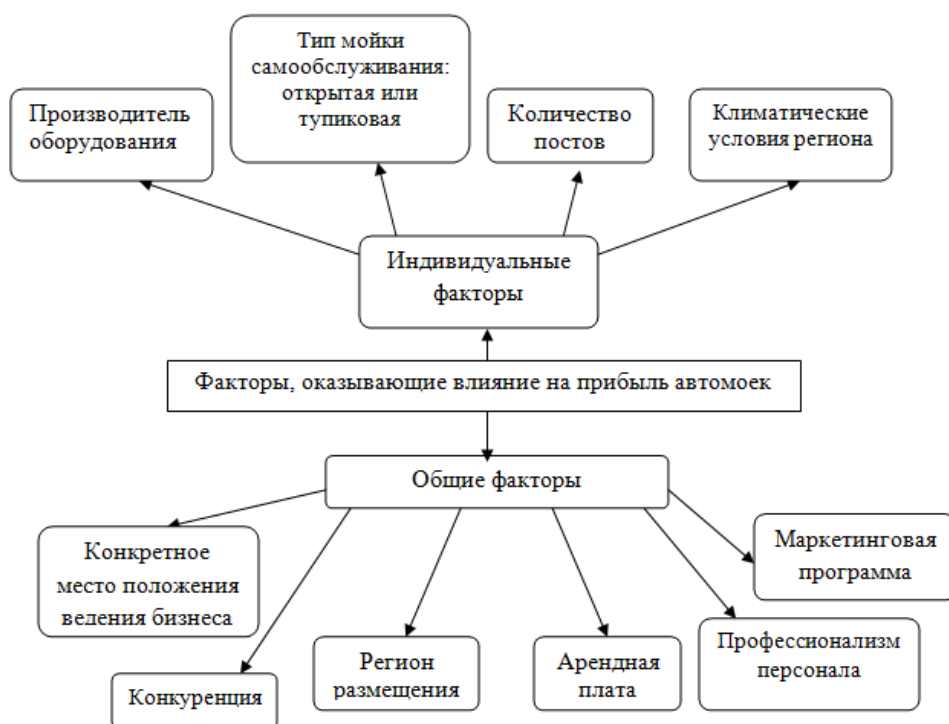 Тип мойки
самообслуживания:
открытая или
тупиковая
Производитель
оборудования
Количество
постов
Климатические
условия региона
Индивидуальные
факторы
Факторы, оказывающие влияние на прибыль автомоек
Общие факторы
Конкретное
место положения
ведения бизнеса
Маркетинговая
программа
Конкуренция
Регион
размещения
Арендная
плата
Профессионализм
персонала